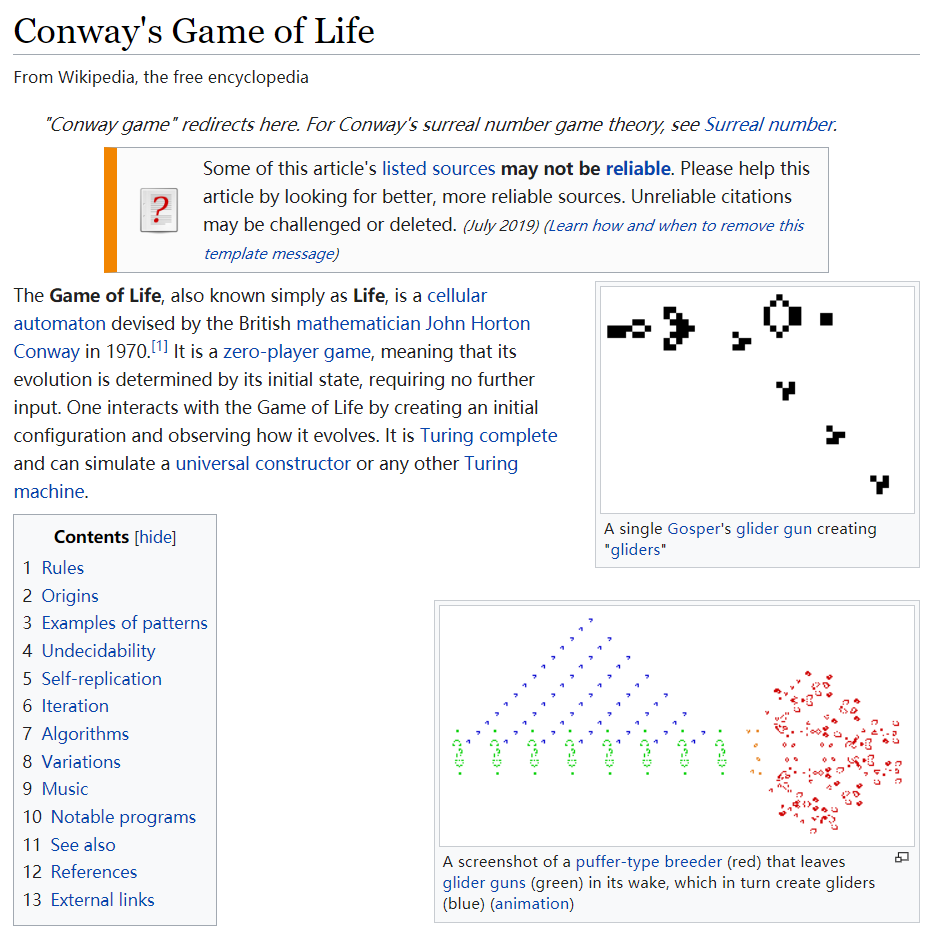 Conway's Game of Life
From Wikipedia, the free encyclopedia
"Conway game" redirects here. For Conway's surreal number game theory, see Surreal number.
?
Some of this article's listed sources may not be reliable. Please help this
article by looking for better, more reliable sources. Unreliable citations
may be challenged or deleted. (July 2019) (Learn how and when to remove this
template message)
The Game of Life, also known simply as Life, is a cellular
automaton devised by the British mathematician John Horton
Conway in 1970.[1] It is a zero-player game, meaning that its
evolution is determined by its initial state, requiring no further
input. One interacts with the Game of Life by creating an initial
configuration and observing how it evolves. It is Turing complete
and can simulate a universal constructor or any other Turing
machine.
A single Gosper's glider gun creating
"gliders"
Contents [hide]
1 Rules
2 Origins
3 Examples of patterns
4 Undecidability
5 Self-replication
6 Iteration
7 Algorithms
8 Variations
9 Music
10 Notable programs
11 See also
12 References
13 External links
A screenshot of a puffer-type breeder (red) that leaves
glider guns (green) in its wake, which in turn create gliders
(blue) (animation)